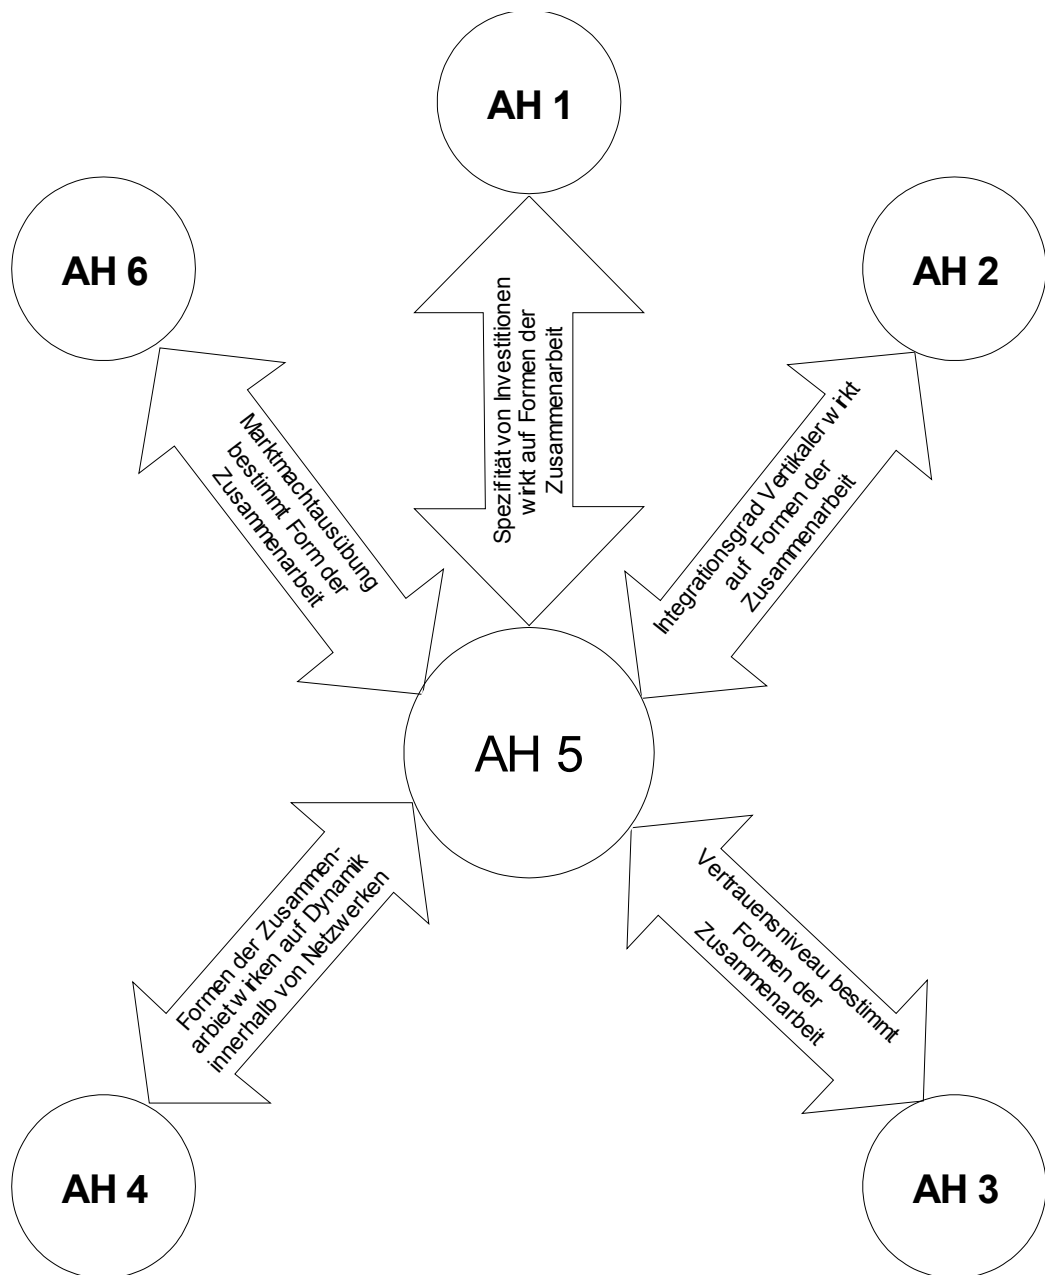 AH 1
AH 6
AH 2
Spezifität von Investitionen
wirkt auf Formen der
Zusammenarbeit
Marktmachtausübung
bestimmt Form der
Zusammenarbeit
Integrationsgrad Vertikaler wirkt
auf Formen der
Zusammenarbeit
AH 5
Formen der Zusammen-
arbiet wirken auf Dynamik
innerhalb von Netzwerken
Vertrauensniveau bestimmt
Formen der
Zusammenarbeit
AH 4
AH 3